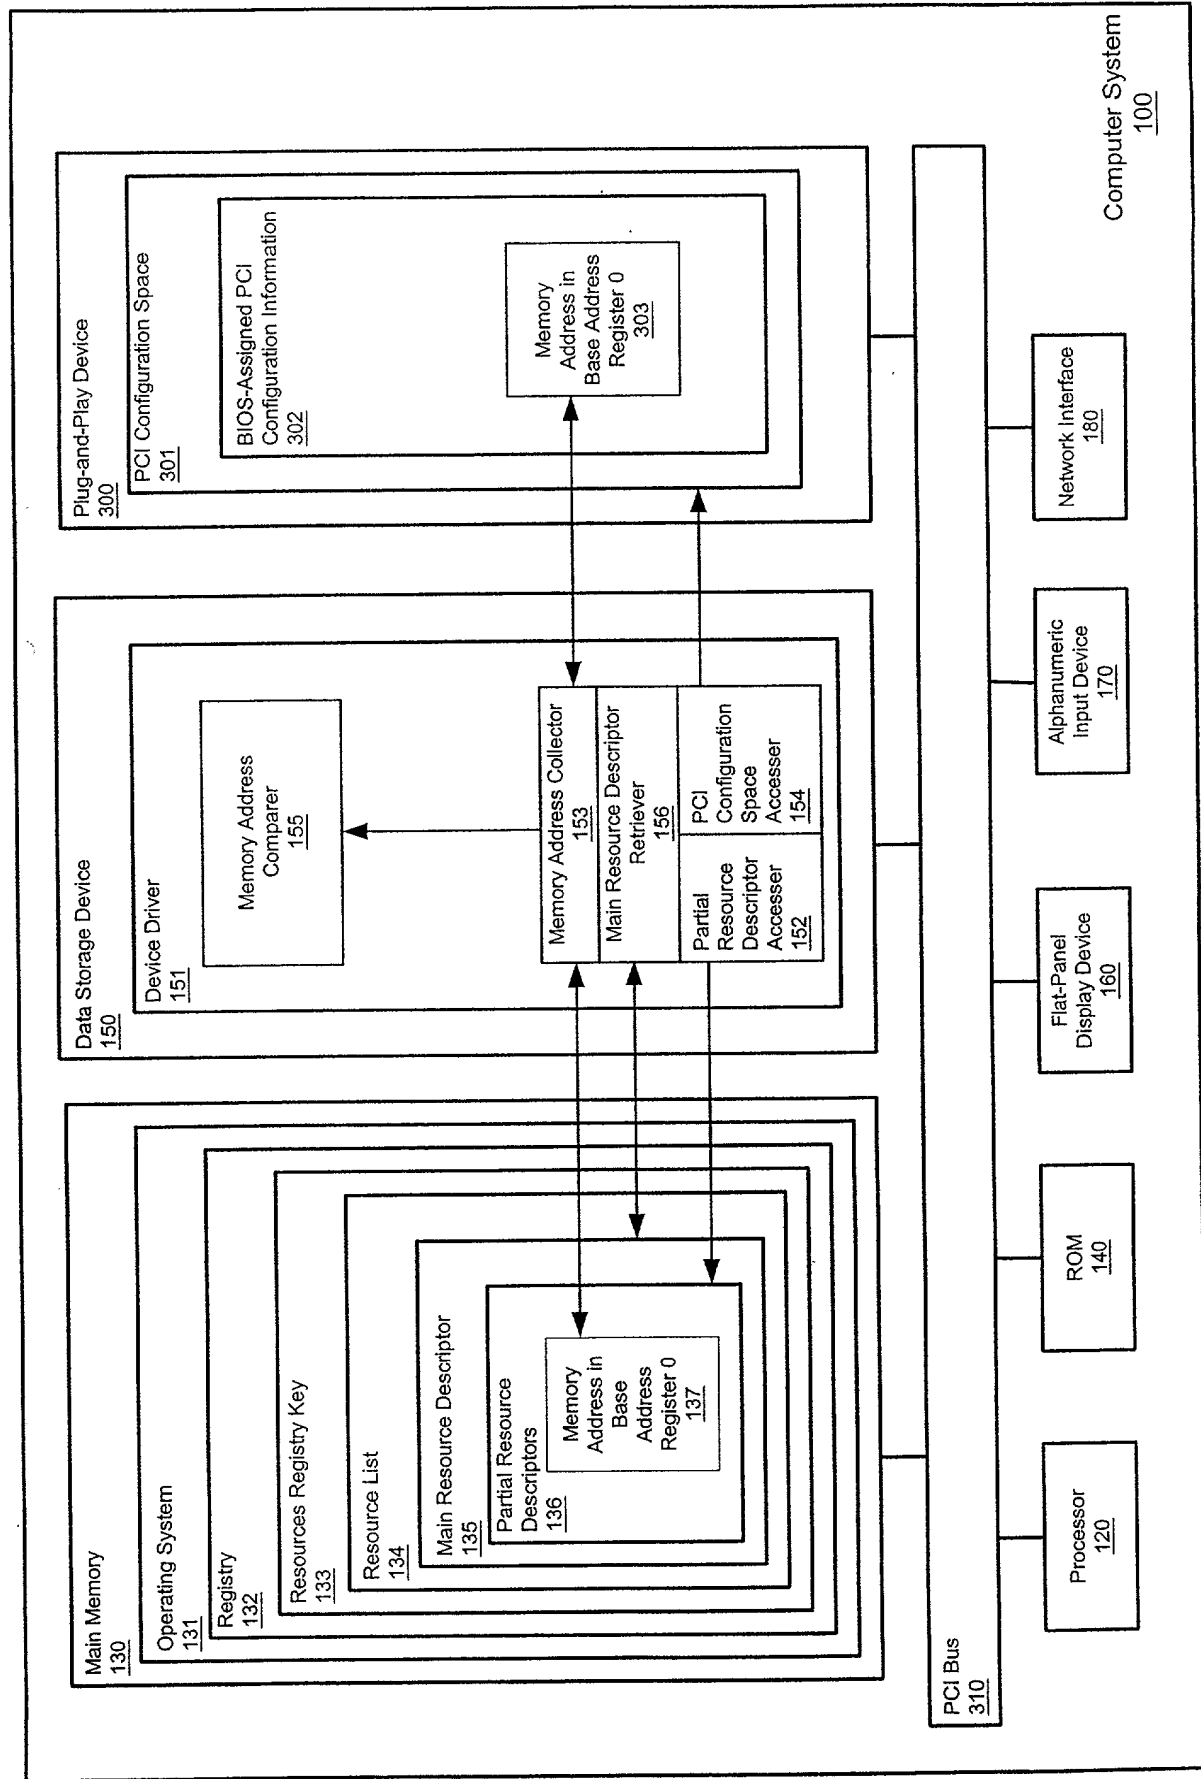 Main Memory
130
Operating System
131
Registry
132
Resources Registry Key
133
Resource List
134
Main Resource Descriptor
135
Partial Resource
Descriptors
136
Memory
Address in
Base
Address
Register 0
137
Data Storage Device
150
Device Driver
151
Memory Address
Comparer
155
Memory Address Collector
153
Main Resource Descriptor
Retriever
156
Partial
Resource
Descriptor
Accesser
152
PCI
Configuration
Space
Accesser
154
Plug-and-Play Device
300
PCI Configuration Space
301
BIOS-Assigned PCI
Configuration Information
302
Memory
Address in
Base Address
Register 0
303
PCI Bus
310
Processor
120
ROM
140
Flat-Panel
Display Device
160
Alphanumeric
Input Device
170
Network Interface
180
Computer System
100